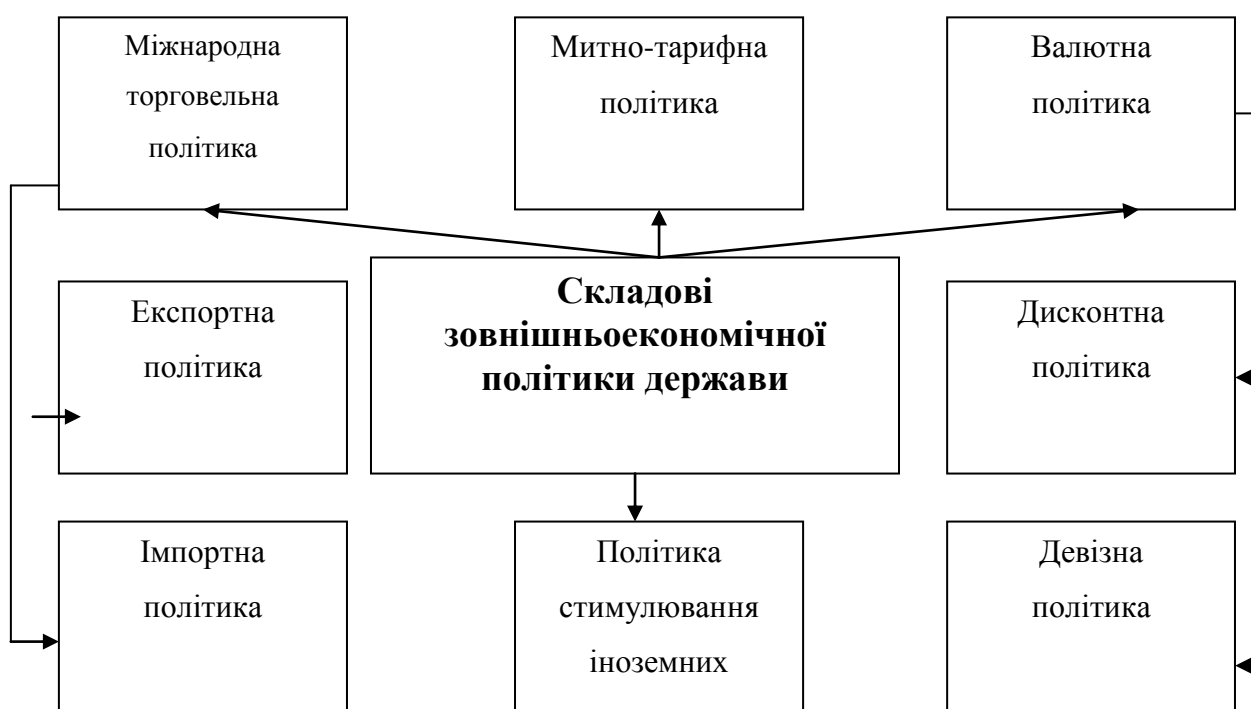 Міжнародна
торговельна
політика
Митно-тарифна
політика
Валютна
політика
Експортна
політика
Складові
зовнішньоекономічної
політики держави
Дисконтна
політика
Імпортна
політика
Політика
стимулювання
іноземних
Девізна
політика